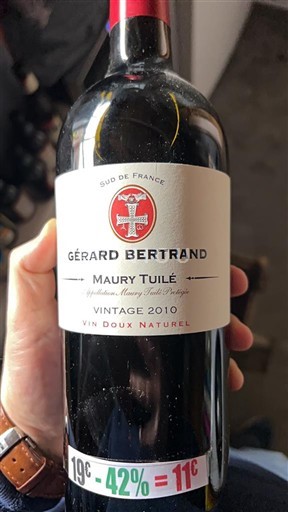 SUD DE FRANCE
GÉRARD BERTRAND
MAURY TUILÉ
Appellation Maury Tuilé Protégée
VINTAGE 2010
VIN DOUX NATUREL
19€ - 42% = 11€